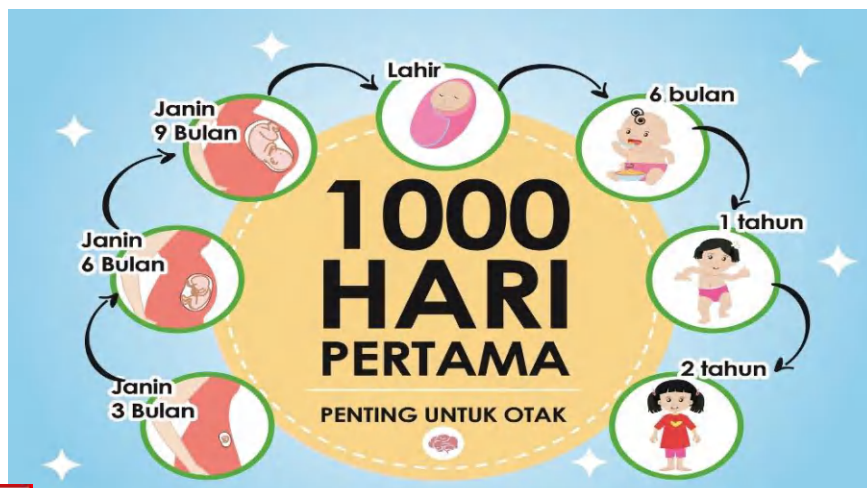 Janin
3 Bulan
Janin
6 Bulan
Janin
9 Bulan
Lahir
6 bulan
1 tahun
2 tahun
1000
HARI
PERTAMA
PENTING UNTUK OTAK